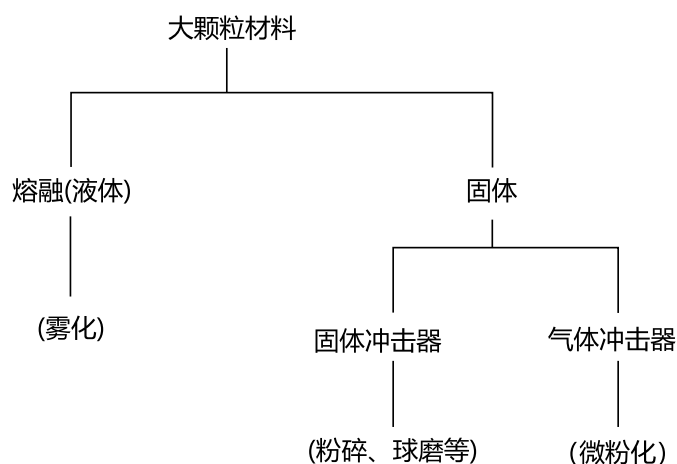 大颗粒材料
熔融(液体)
固体
(雾化)
固体冲击器
气体冲击器
(粉碎、球磨等)
(微粉化)